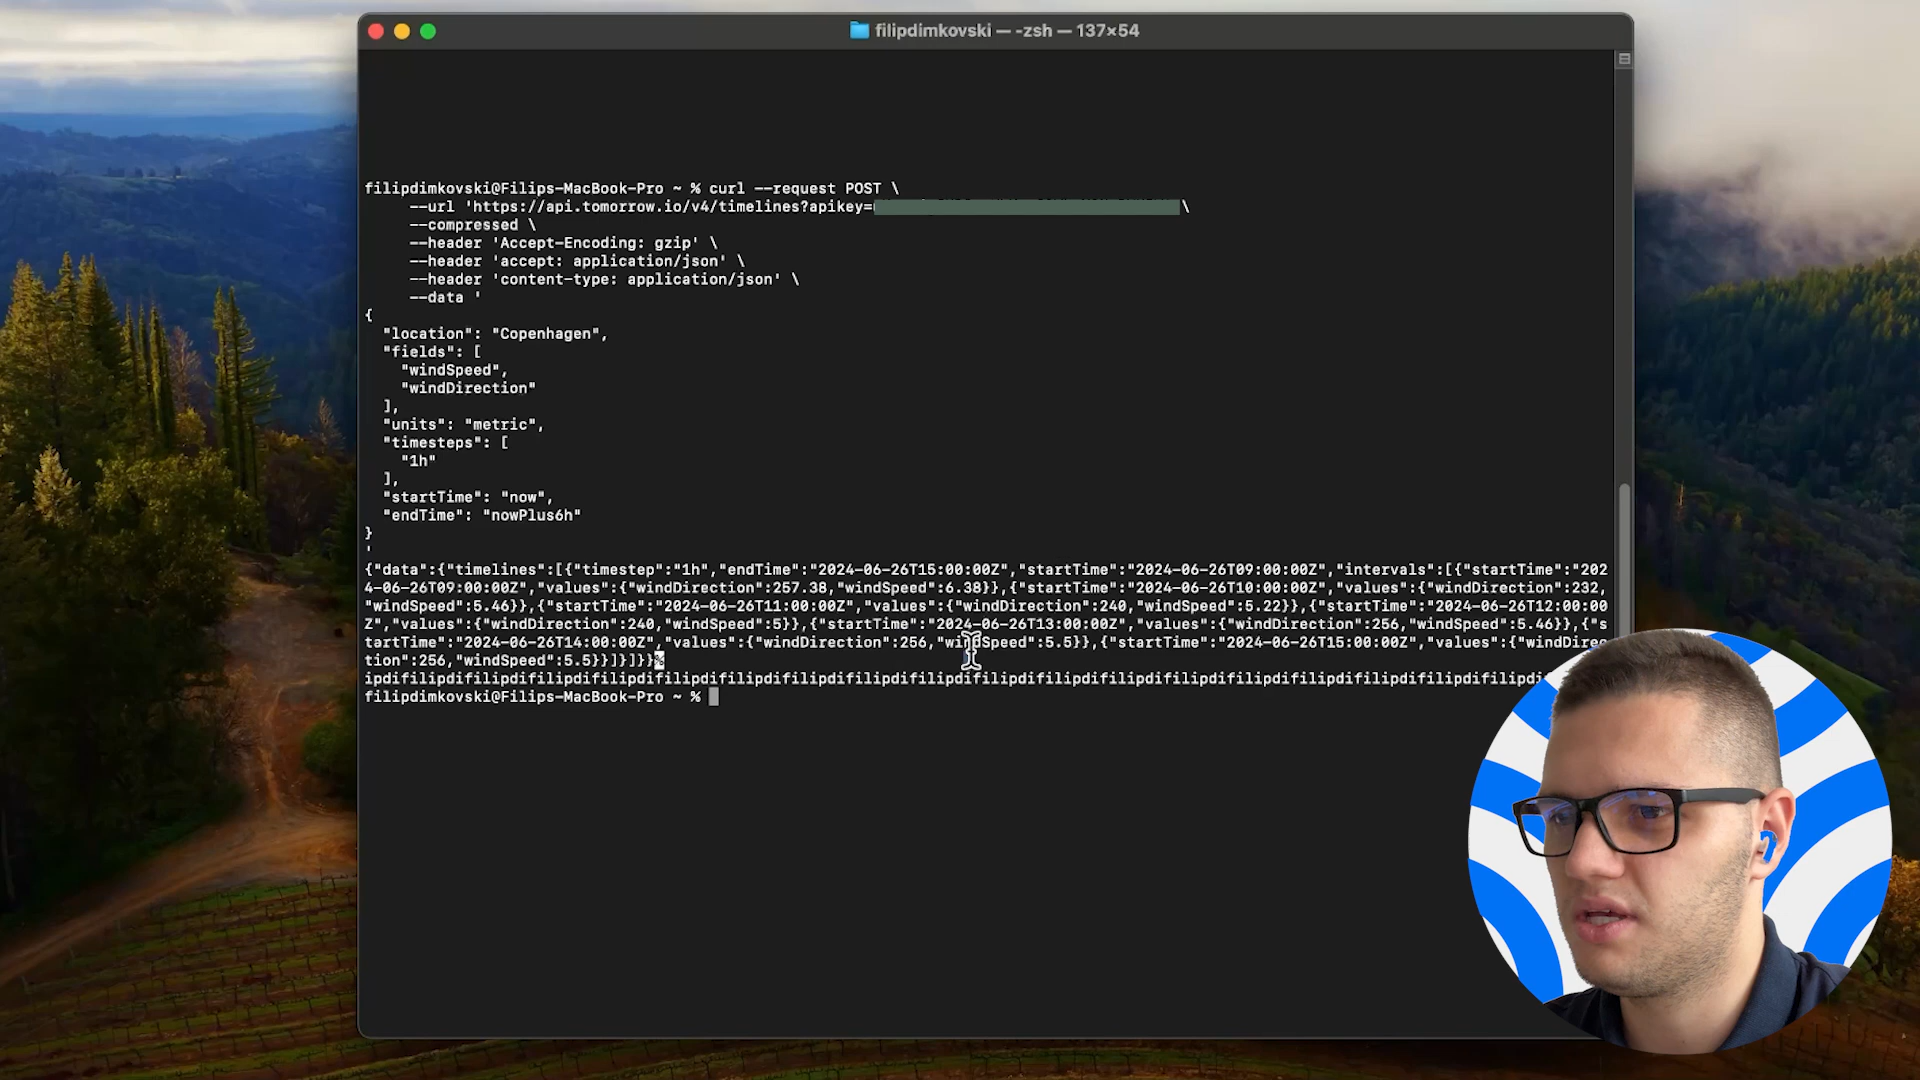 filipdimkovski — -zsh — 137×54
filipdimkovski@Filips-MacBook-Pro ~ % curl --request POST \
--url 'https://api.tomorrow.io/v4/timelines?apikey= \
--compressed \
--header 'Accept-Encoding: gzip' \
--header 'accept: application/json' \
--header 'content-type: application/json' \
--data '
{
"location": "Copenhagen",
"fields": [
"windSpeed",
"windDirection"
],
"units": "metric",
"timesteps": [
"1h"
],
"startTime": "now",
"endTime": "nowPlus6h"
}
'
{"data":{"timelines":[{"timestep":"1h","endTime":"2024-06-26T15:00:00Z","startTime":"2024-06-26T09:00:00Z","intervals":[{"startTime":"202
4-06-26T09:00:00Z","values":{"windDirection":257.38,"windSpeed":6.38}},{"startTime":"2024-06-26T10:00:00Z","values":{"windDirection":232,
"windSpeed":5.46}},{"startTime":"2024-06-26T11:00:00Z","values":{"windDirection":240,"windSpeed":5.22}},{"startTime":"2024-06-26T12:00:00
Z","values":{"windDirection":240,"windSpeed":5}},{"startTime":"2024-06-26T13:00:00Z","values":{"windDirection":256,"windSpeed":5.46}},{"s
tartTime":"2024-06-26T14:00:00Z","values":{"windDirection":256,"windSpeed":5.5}},{"startTime":"2024-06-26T15:00:00Z","values":{"windDirec
tion":256,"windSpeed":5.5}}]}]}}%
ipdifilipdifilipdifilipdifilipdifilipdifilipdifilipdifilipdifilipdifilipdifilipdifilipdifilipdifilipdifilipdifilipdifilipdifilipdi
filipdimkovski@Filips-MacBook-Pro ~ %